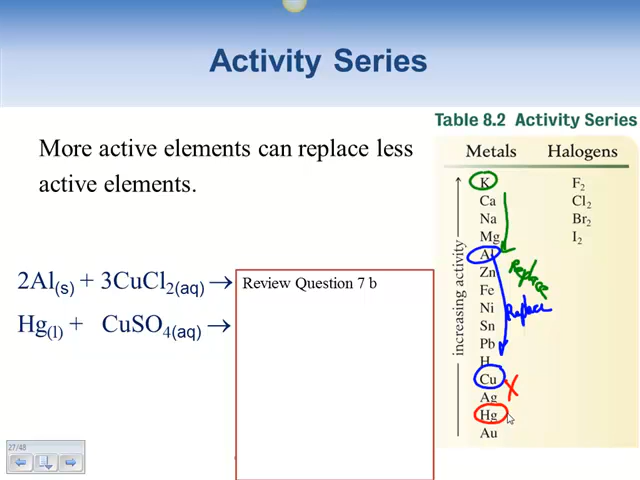 Activity Series
More active elements can replace less
active elements.
2Al(s) + 3CuCl2(aq) →
Hg(l) + CuSO4(aq) →
Review Question 7 b
Table 8.2 Activity Series
Metals Halogens
K F2
Ca Cl2
Na Br2
Mg I2
Al
Zn
Fe
Ni
Sn
Pb
H
Cu
Ag
Hg
Au
increasing activity
Replace
Replace
X
27/48